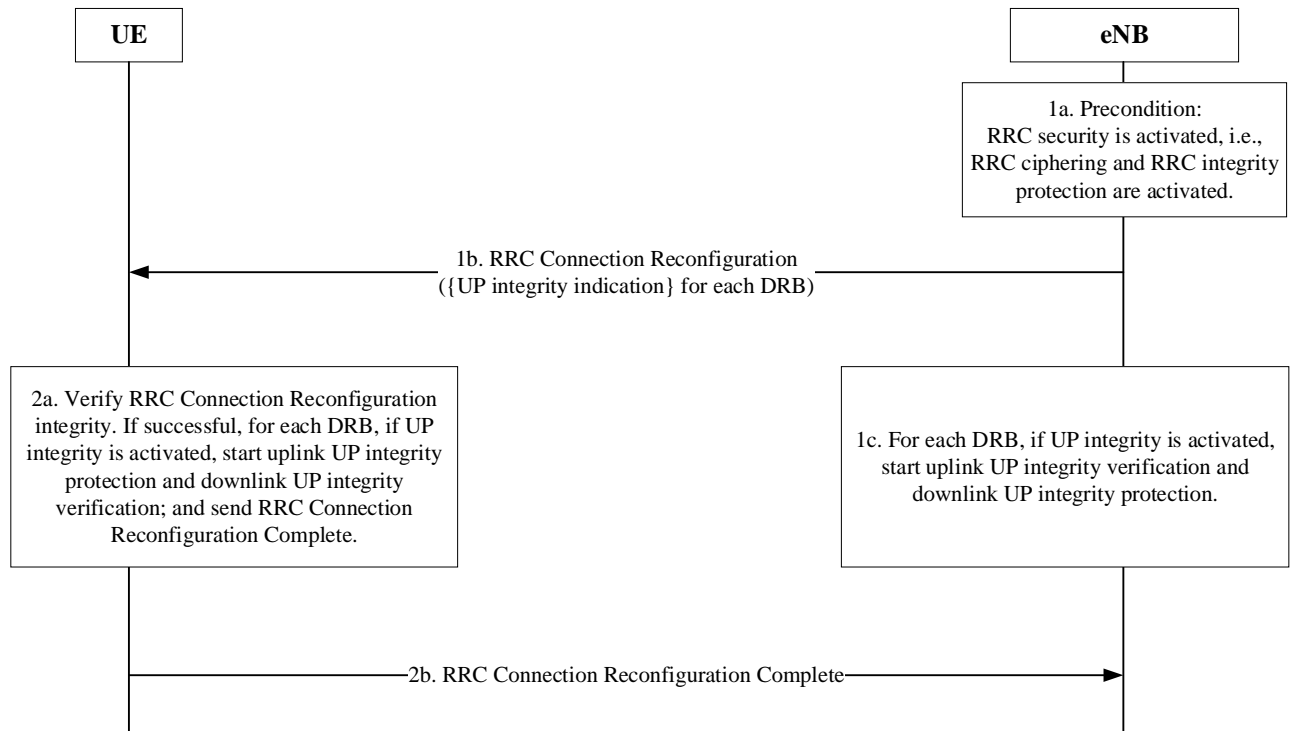 UE
eNB
1a. Precondition:
RRC security is activated, i.e.,
RRC ciphering and RRC integrity
protection are activated.
1b. RRC Connection Reconfiguration
({UP integrity indication} for each DRB)
2a. Verify RRC Connection Reconfiguration
integrity. If successful, for each DRB, if UP
integrity is activated, start uplink UP integrity
protection and downlink UP integrity
verification; and send RRC Connection
Reconfiguration Complete.
1c. For each DRB, if UP integrity is activated,
start uplink UP integrity verification and
downlink UP integrity protection.
2b. RRC Connection Reconfiguration Complete